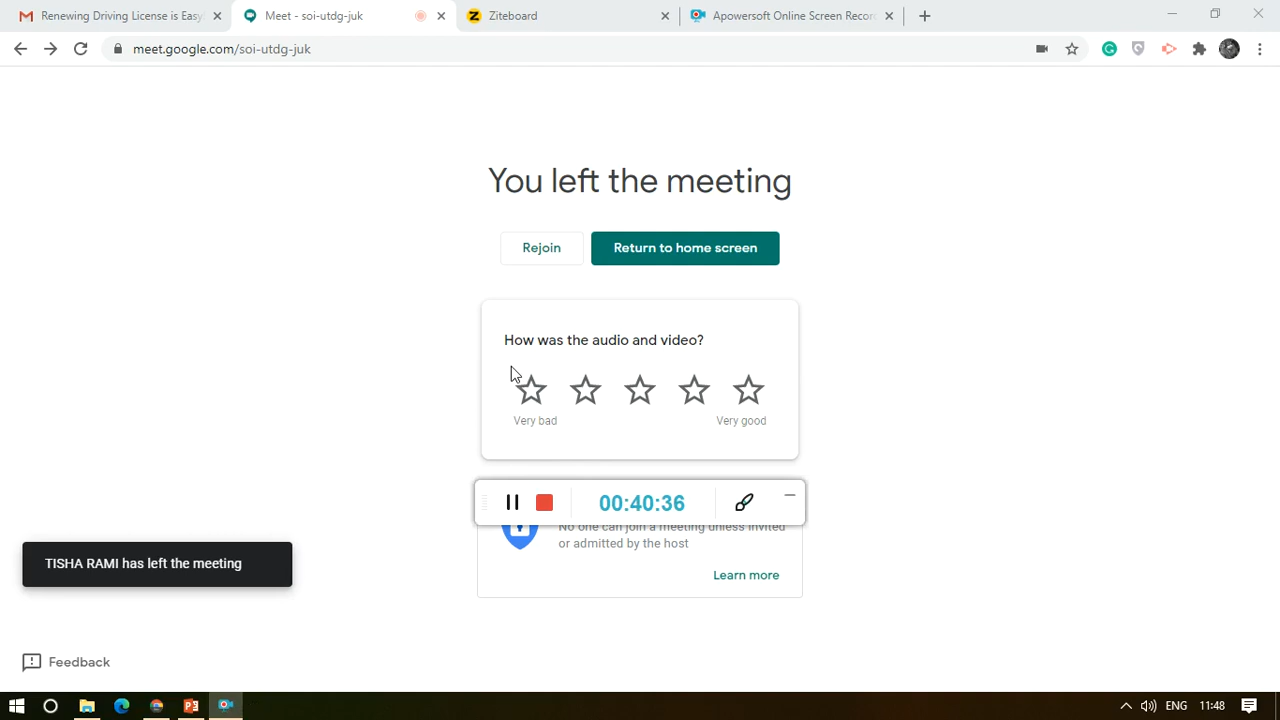 Renewing Driving License is Easy
Meet - soi-utdg-juk
Ziteboard
Apowersoft Online Screen Recor
meet.google.com/soi-utdg-juk
You left the meeting
Rejoin
Return to home screen
How was the audio and video?
Very bad
Very good
00:40:36
No one can join a meeting unless invited
or admitted by the host
Learn more
TISHA RAMI has left the meeting
Feedback
ENG
11:48